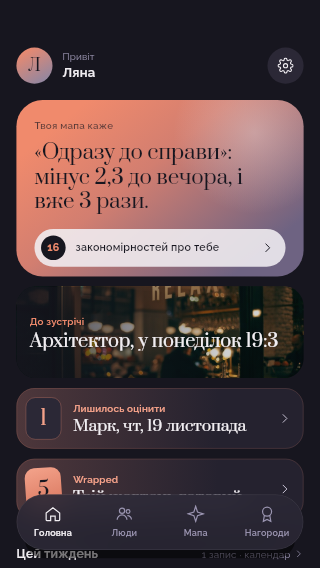 Л
Привіт
Ляна
Твоя мапа каже
«Одразу до справи»:
мінус 2,3 до вечора, і
вже 3 рази.
16 закономірностей про тебе
До зустрічі
Архітектор, у понеділок 19:3
1
Лишилось оцінити
Марк, чт, 19 листопада
5
Wrapped
Головна Люди Мапа Нагороди
Цей тиждень 1 запис · календар